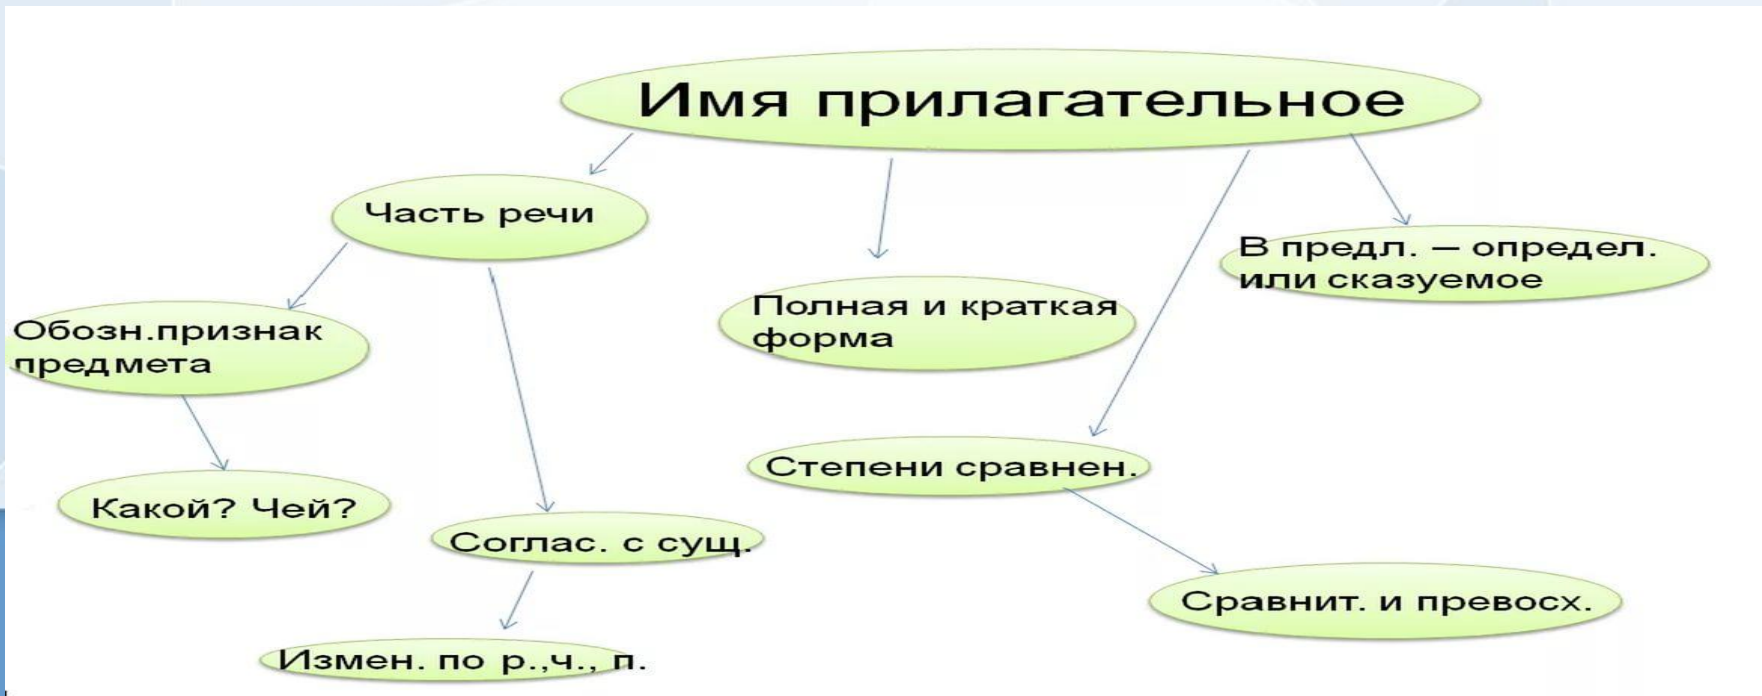 Имя прилагательное
Часть речи
В предл. – определ.
или сказуемое
Полная и краткая
форма
Обозн.признак
предмета
Степени сравнен.
Какой? Чей?
Соглас. с сущ.
Сравнит. и превосх.
Измен. по р.,ч., п.